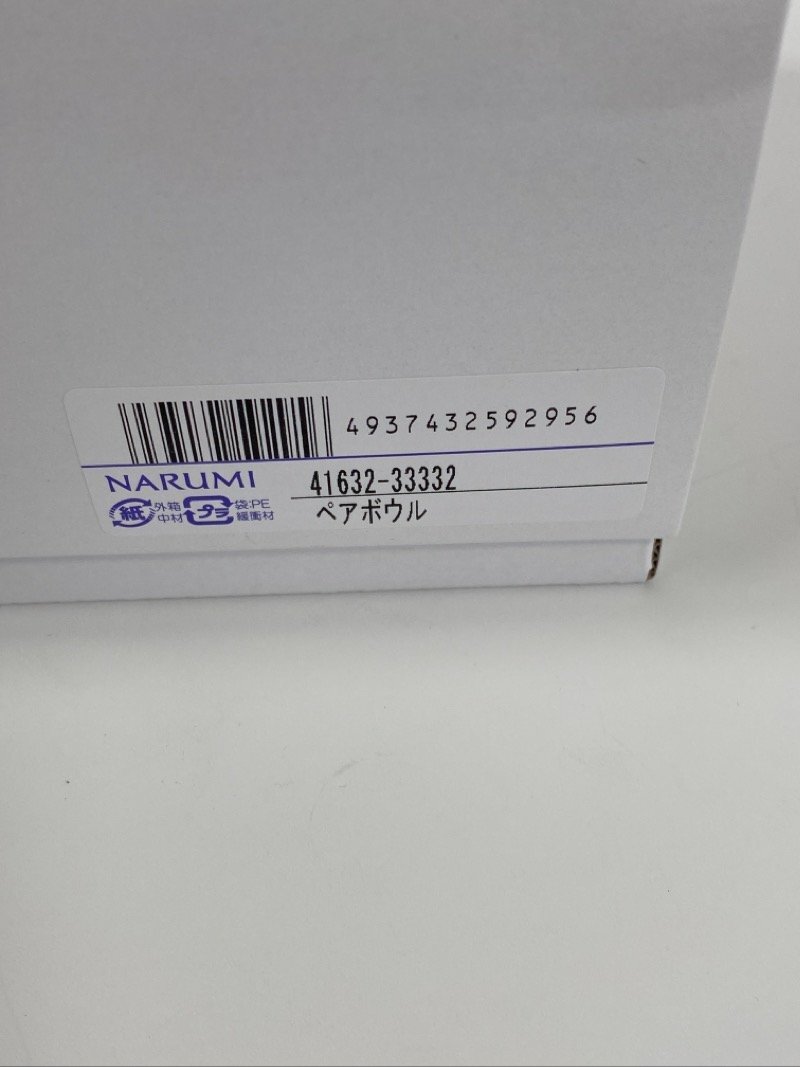 4937432592956
NARUMI
41632-33332
ペアボウル
紙 外箱 プラ 袋:PE
中材 緩衝材